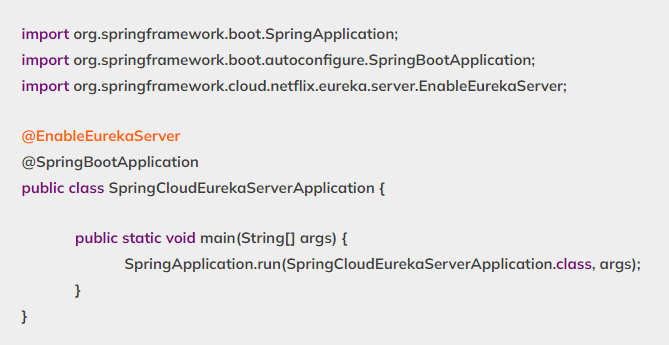 import org.springframework.boot.SpringApplication;
import org.springframework.boot.autoconfigure.SpringBootApplication;
import org.springframework.cloud.netflix.eureka.server.EnableEurekaServer;
@EnableEurekaServer
@SpringBootApplication
public class SpringCloudEurekaServerApplication {
public static void main(String[] args) {
SpringApplication.run(SpringCloudEurekaServerApplication.class, args);
}
}